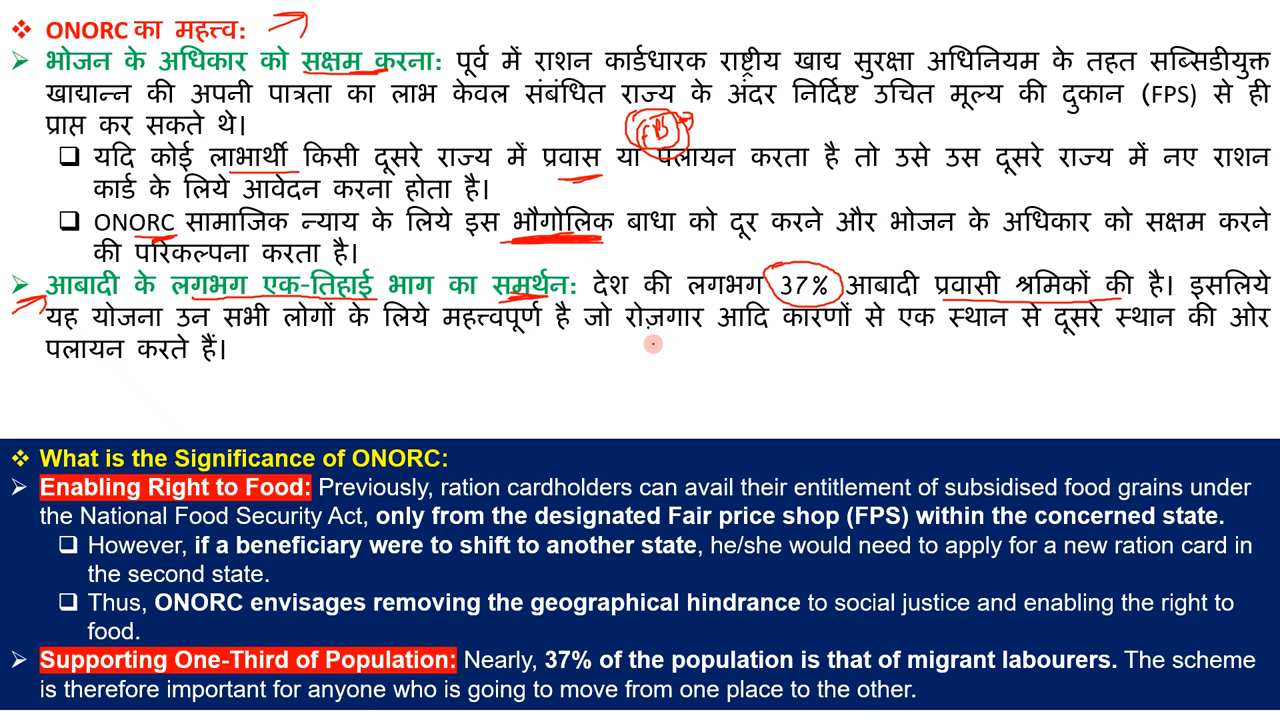 ❖ ONORC का महत्त्व:
➢ भोजन के अधिकार को सक्षम करना: पूर्व में राशन कार्डधारक राष्ट्रीय खाद्य सुरक्षा अधिनियम के तहत सब्सिडीयुक्त
खाद्यान्न की अपनी पात्रता का लाभ केवल संबंधित राज्य के अंदर निर्दिष्ट उचित मूल्य की दुकान (FPS) से ही
प्राप्त कर सकते थे।
❑ यदि कोई लाभार्थी किसी दूसरे राज्य में प्रवास या पलायन करता है तो उसे उस दूसरे राज्य में नए राशन
कार्ड के लिये आवेदन करना होता है।
❑ ONORC सामाजिक न्याय के लिये इस भौगोलिक बाधा को दूर करने और भोजन के अधिकार को सक्षम करने
की परिकल्पना करता है।
➢ आबादी के लगभग एक-तिहाई भाग का समर्थन: देश की लगभग 37% आबादी प्रवासी श्रमिकों की है। इसलिये
यह योजना उन सभी लोगों के लिये महत्त्वपूर्ण है जो रोज़गार आदि कारणों से एक स्थान से दूसरे स्थान की ओर
पलायन करते हैं।
❖ What is the Significance of ONORC:
➢ Enabling Right to Food: Previously, ration cardholders can avail their entitlement of subsidised food grains under
the National Food Security Act, only from the designated Fair price shop (FPS) within the concerned state.
❑ However, if a beneficiary were to shift to another state, he/she would need to apply for a new ration card in
the second state.
❑ Thus, ONORC envisages removing the geographical hindrance to social justice and enabling the right to
food.
➢ Supporting One-Third of Population: Nearly, 37% of the population is that of migrant labourers. The scheme
is therefore important for anyone who is going to move from one place to the other.